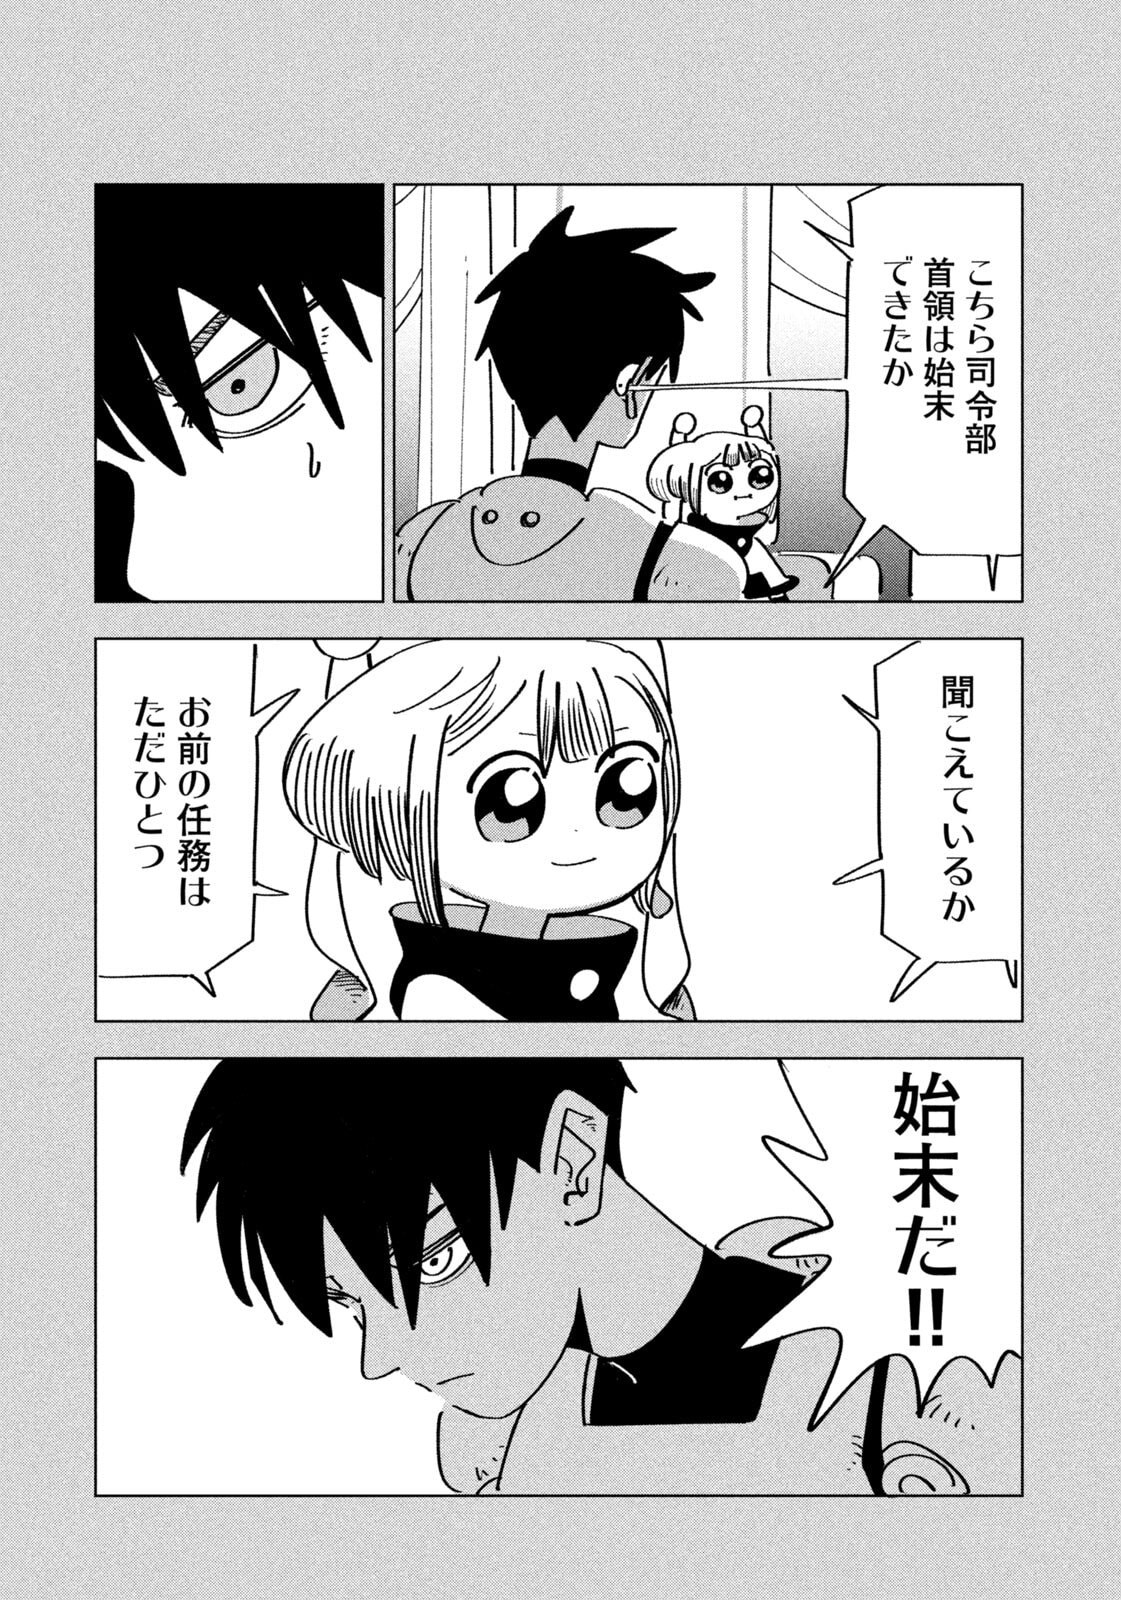 こちら司令部
首領は始末
できたか
聞こえているか
お前の任務は
ただひとつ
始末だ!!